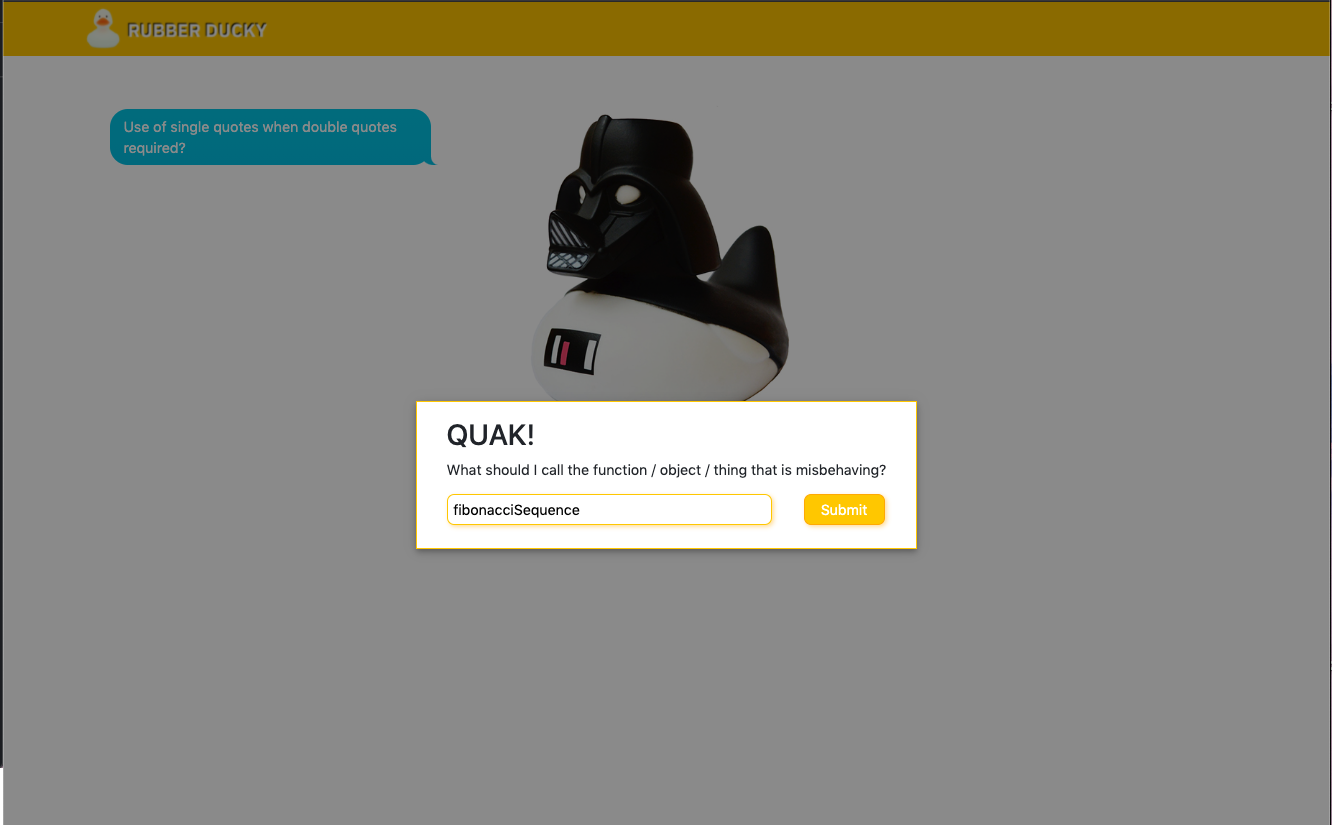 RUBBER DUCKY
Use of single quotes when double quotes
required?
QUAK!
What should I call the function / object / thing that is misbehaving?
fibonacciSequence
Submit